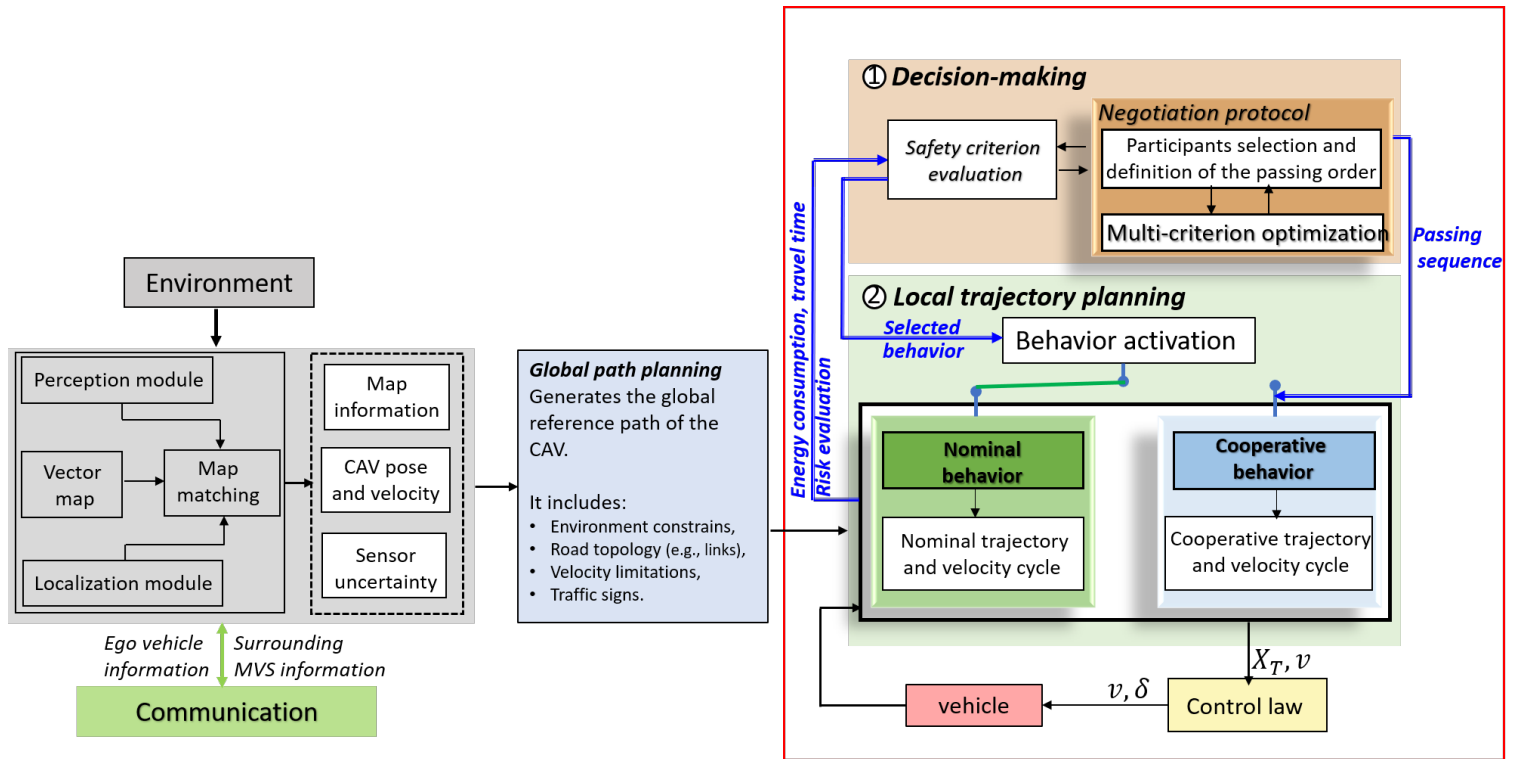 Environment
Perception module
Vector
map
Map
matching
Localization module
Map
information
CAV pose
and velocity
Sensor
uncertainty
Ego vehicle
information
Surrounding
MVS information
Communication
Global path planning
Generates the global
reference path of the
CAV.
It includes:
• Environment constrains,
• Road topology (e.g., links),
• Velocity limitations,
• Traffic signs.
① Decision-making
Safety criterion
evaluation
Negotiation protocol
Participants selection and
definition of the passing order
Multi-criterion optimization
Passing
sequence
Energy consumption, travel time
Risk evaluation
② Local trajectory planning
Selected
behavior
Behavior activation
Nominal
behavior
Nominal trajectory
and velocity cycle
Cooperative
behavior
Cooperative trajectory
and velocity cycle
X_T, v
Control law
v, δ
vehicle